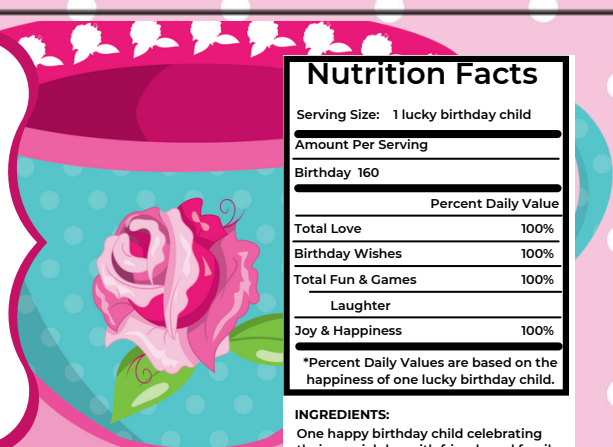 Nutrition Facts
Serving Size: 1 lucky birthday child
Amount Per Serving
Birthday 160
Percent Daily Value
Total Love 100%
Birthday Wishes 100%
Total Fun & Games 100%
Laughter
Joy & Happiness 100%
*Percent Daily Values are based on the
happiness of one lucky birthday child.
INGREDIENTS:
One happy birthday child celebrating